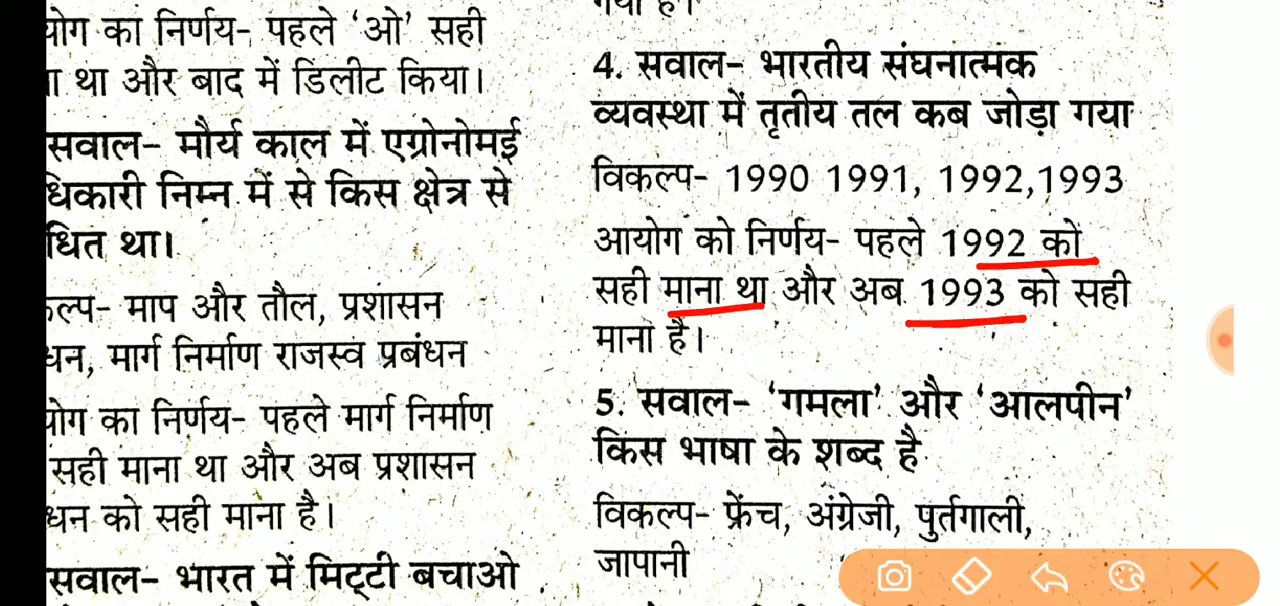 योग का निर्णय- पहले ‘ओ’ सही
था और बाद में डिलीट किया।
सवाल- मौर्य काल में एग्रोनोमई
धिकारी निम्न में से किस क्षेत्र से
धित था।
माप और तौल, प्रशासन
धन, मार्ग निर्माण राजस्व प्रबंधन
योग का निर्णय- पहले मार्ग निर्माण
सही माना था और अब प्रशासन
धन को सही माना है।
सवाल- भारत में मिट्टी बचाओ
गया है।
4. सवाल- भारतीय संघनात्मक
व्यवस्था में तृतीय तल कब जोड़ा गया
विकल्प- 1990 1991, 1992,1993
आयोग को निर्णय- पहले 1992 को
सही माना था और अब 1993 को सही
माना है।
5. सवाल- ‘गमला’ और ‘आलपीन’
किस भाषा के शब्द है
विकल्प- फ्रेंच, अंग्रेजी, पुर्तगाली,
जापानी